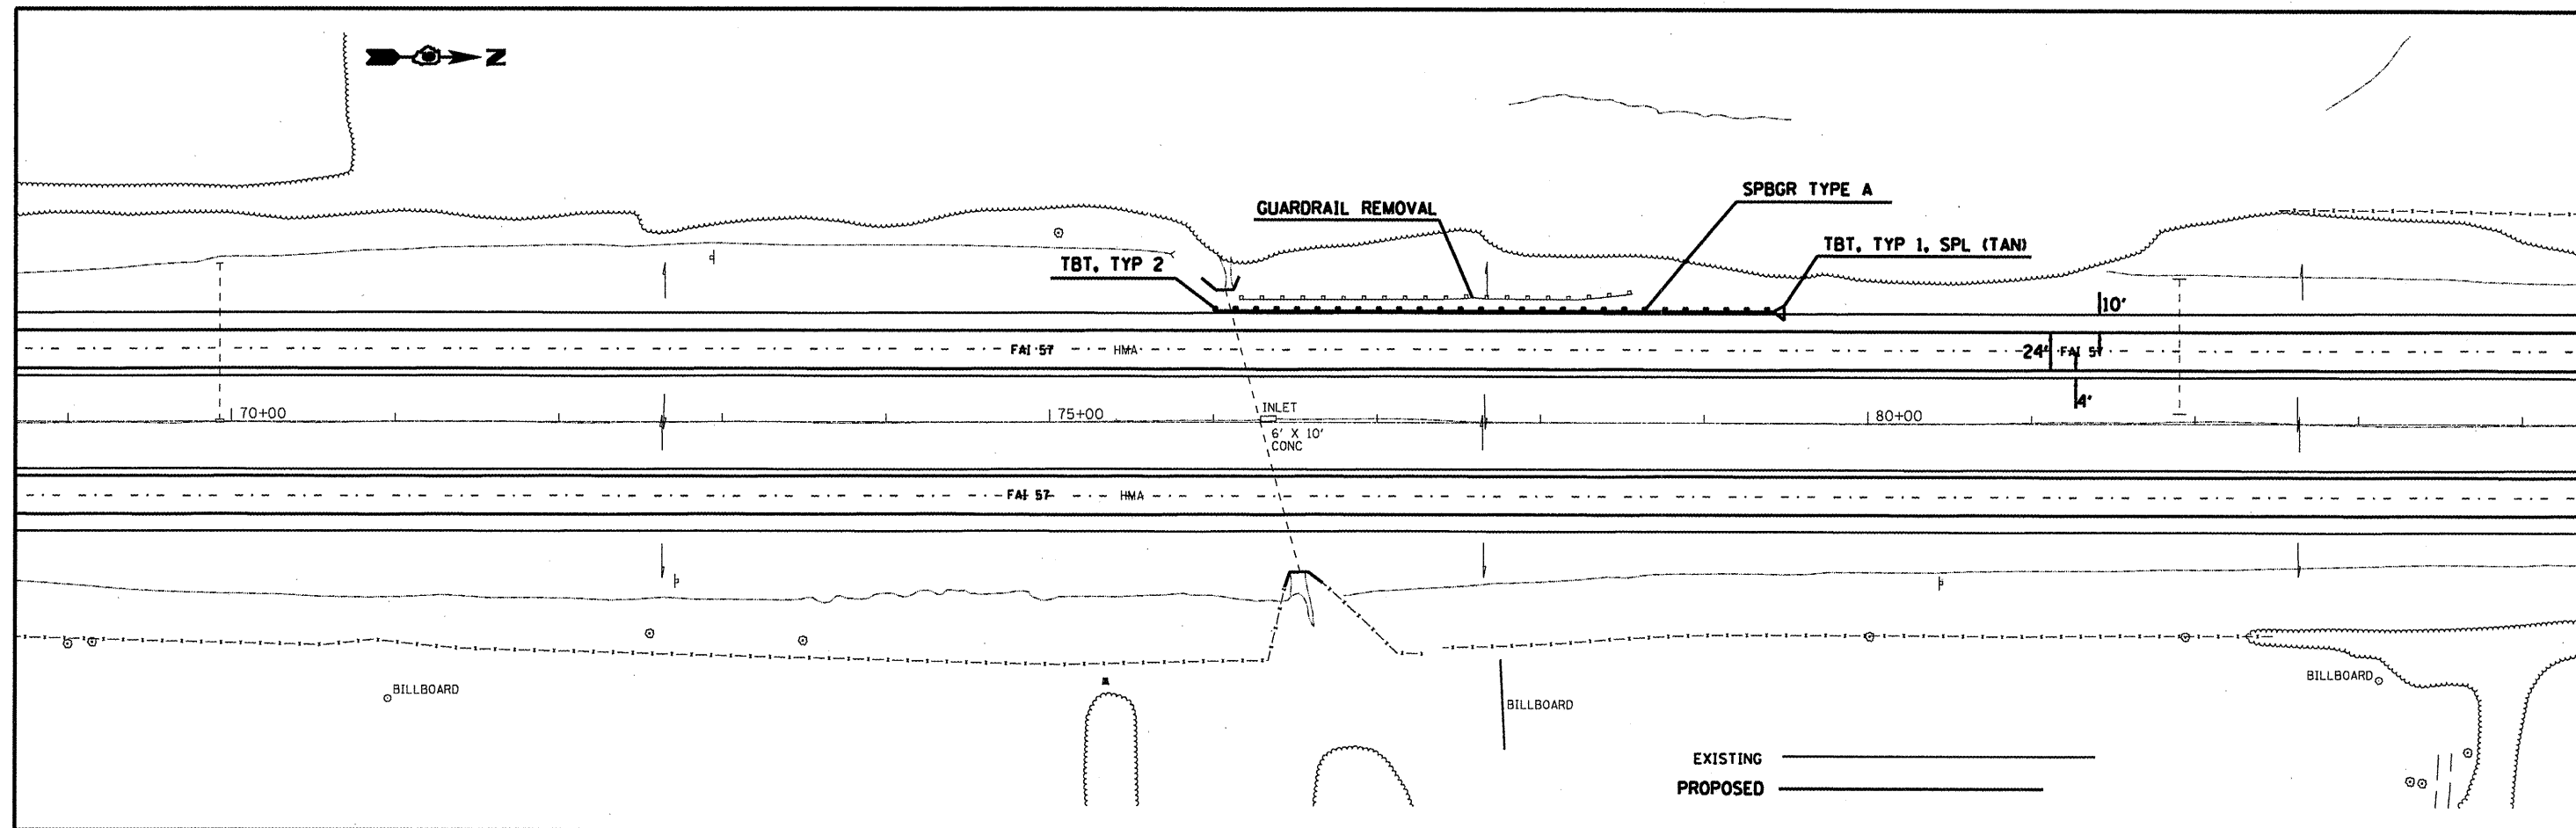 N
SPBGR TYPE A
GUARDRAIL REMOVAL
TBT, TYP 1, SPL (TAN)
TBT, TYP 2
10'
FAI 57 HMA
24' FAI 57
4'
70+00
75+00
INLET
80+00
6' X 10'
CONC
FAI 57 HMA
BILLBOARD
BILLBOARD
BILLBOARD
EXISTING
PROPOSED